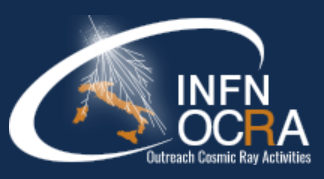 INFN
OCRA
Outreach Cosmic Ray Activities